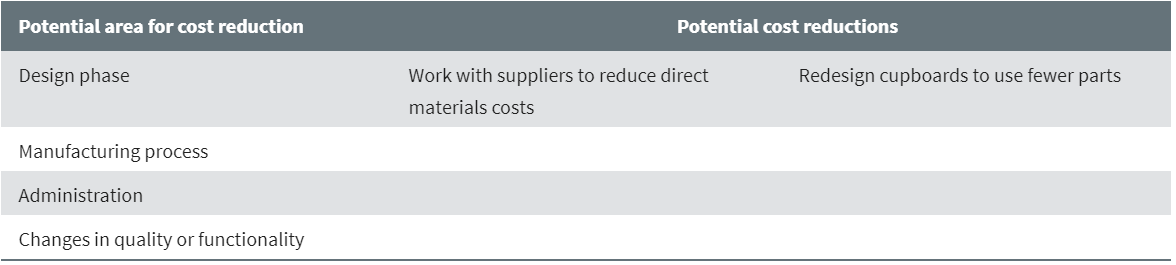 Potential area for cost reduction Potential cost reductions
Design phase Work with suppliers to reduce direct Redesign cupboards to use fewer parts
materials costs
Manufacturing process
Administration
Changes in quality or functionality